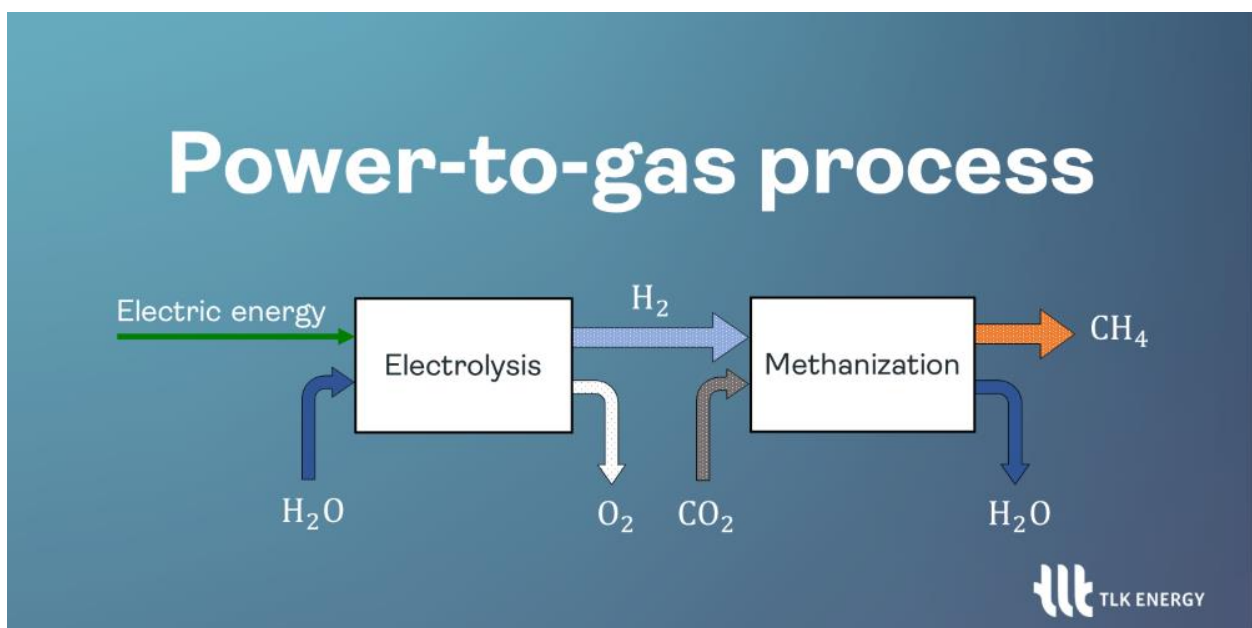 Power-to-gas process
Electric energy
H₂
CH₄
Electrolysis
Methanization
H₂O
O₂
CO₂
H₂O
TLK ENERGY